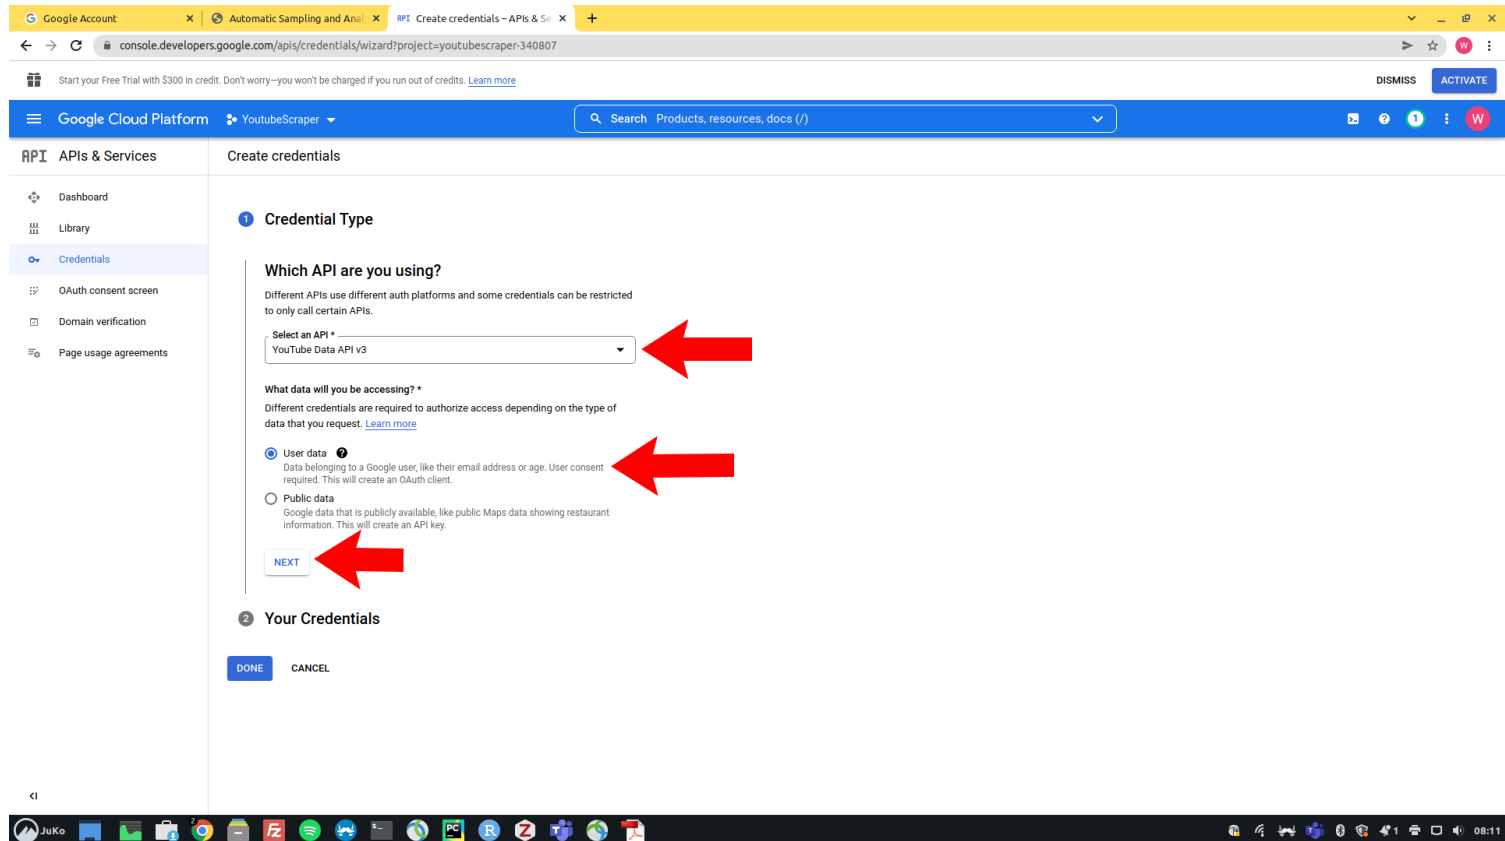 Google Account
Automatic Sampling and Anal
API Create credentials – APIs & Se
console.developers.google.com/apis/credentials/wizard?project=youtubescraper-340807
W
Start your Free Trial with $300 in credit. Don't worry—you won't be charged if you run out of credits. Learn more
DISMISS
ACTIVATE
Google Cloud Platform
YoutubeScraper
Search Products, resources, docs (/)
1
W
API APIs & Services
Create credentials
Dashboard
Library
Credentials
OAuth consent screen
Domain verification
Page usage agreements
1 Credential Type
Which API are you using?
Different APIs use different auth platforms and some credentials can be restricted
to only call certain APIs.
Select an API *
YouTube Data API v3
What data will you be accessing? *
Different credentials are required to authorize access depending on the type of
data that you request. Learn more
User data ?
Data belonging to a Google user, like their email address or age. User consent
required. This will create an OAuth client.
Public data
Google data that is publicly available, like public Maps data showing restaurant
information. This will create an API key.
NEXT
2 Your Credentials
DONE
CANCEL
JuKo
2
Fz
$-
PC
R
Z
1
08:11